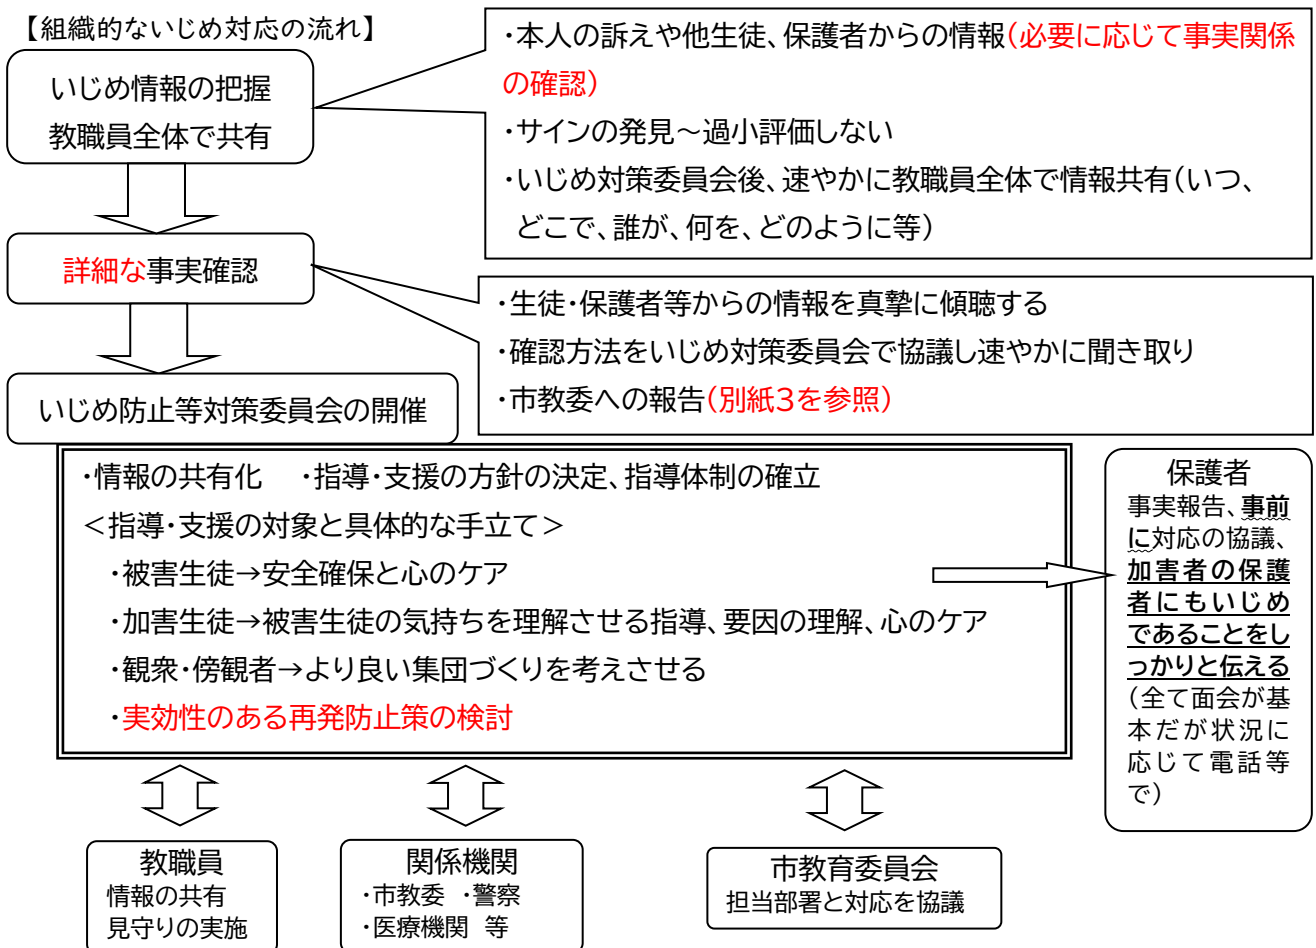 【組織的ないじめ対応の流れ】
いじめ情報の把握
教職員全体で共有
・本人の訴えや他生徒、保護者からの情報(必要に応じて事実関係
の確認)
・サインの発見～過小評価しない
・いじめ対策委員会後、速やかに教職員全体で情報共有(いつ、
どこで、誰が、何を、どのように等)
詳細な事実確認
・生徒・保護者等からの情報を真摯に傾聴する
・確認方法をいじめ対策委員会で協議し速やかに聞き取り
・市教委への報告(別紙3を参照)
いじめ防止等対策委員会の開催
・情報の共有化　・指導・支援の方針の決定、指導体制の確立
<指導・支援の対象と具体的な手立て>
・被害生徒→安全確保と心のケア
・加害生徒→被害生徒の気持ちを理解させる指導、要因の理解、心のケア
・観衆・傍観者→より良い集団づくりを考えさせる
・実効性のある再発防止策の検討
保護者
事実報告、事前
に対応の協議、
加害者の保護
者にもいじめ
であることをし
っかりと伝える
(全て面会が基
本だが状況に
応じて電話等
で)
教職員
情報の共有
見守りの実施
関係機関
・市教委 ・警察
・医療機関 等
市教育委員会
担当部署と対応を協議